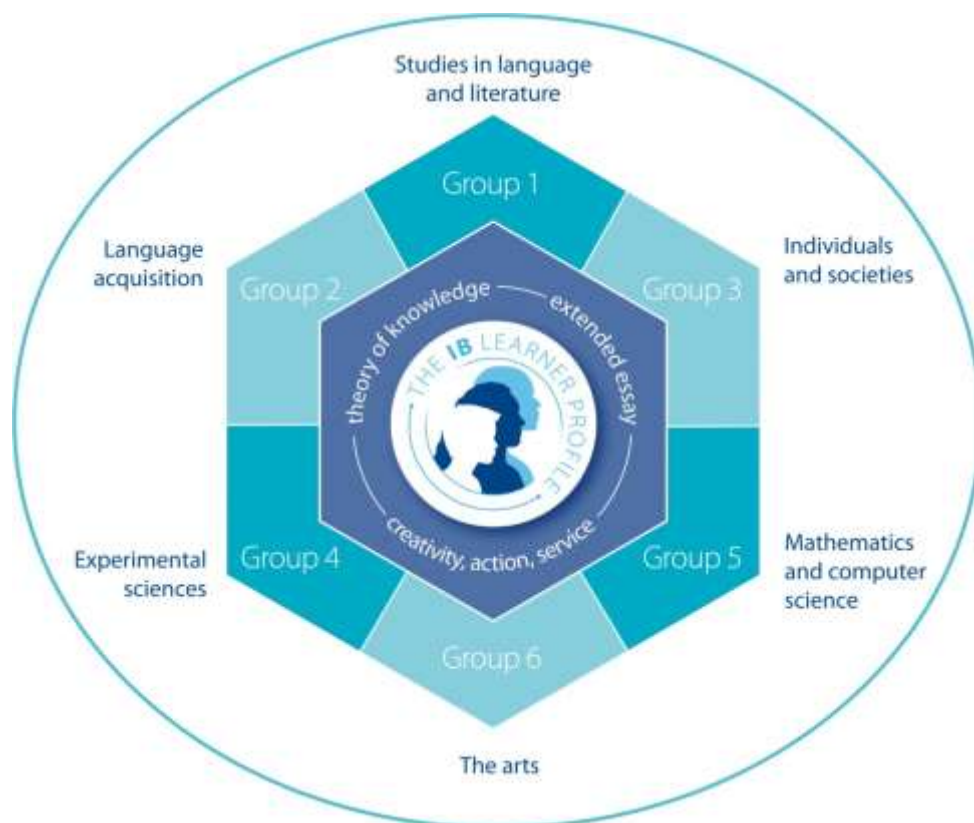 Studies in language
and literature
Group 1
Language
acquisition
Group 2
Individuals
and societies
Group 3
theory of knowledge
extended essay
THE IB LEARNER PROFILE
creativity, action, service
Experimental
sciences
Group 4
Mathematics
and computer
science
Group 5
Group 6
The arts